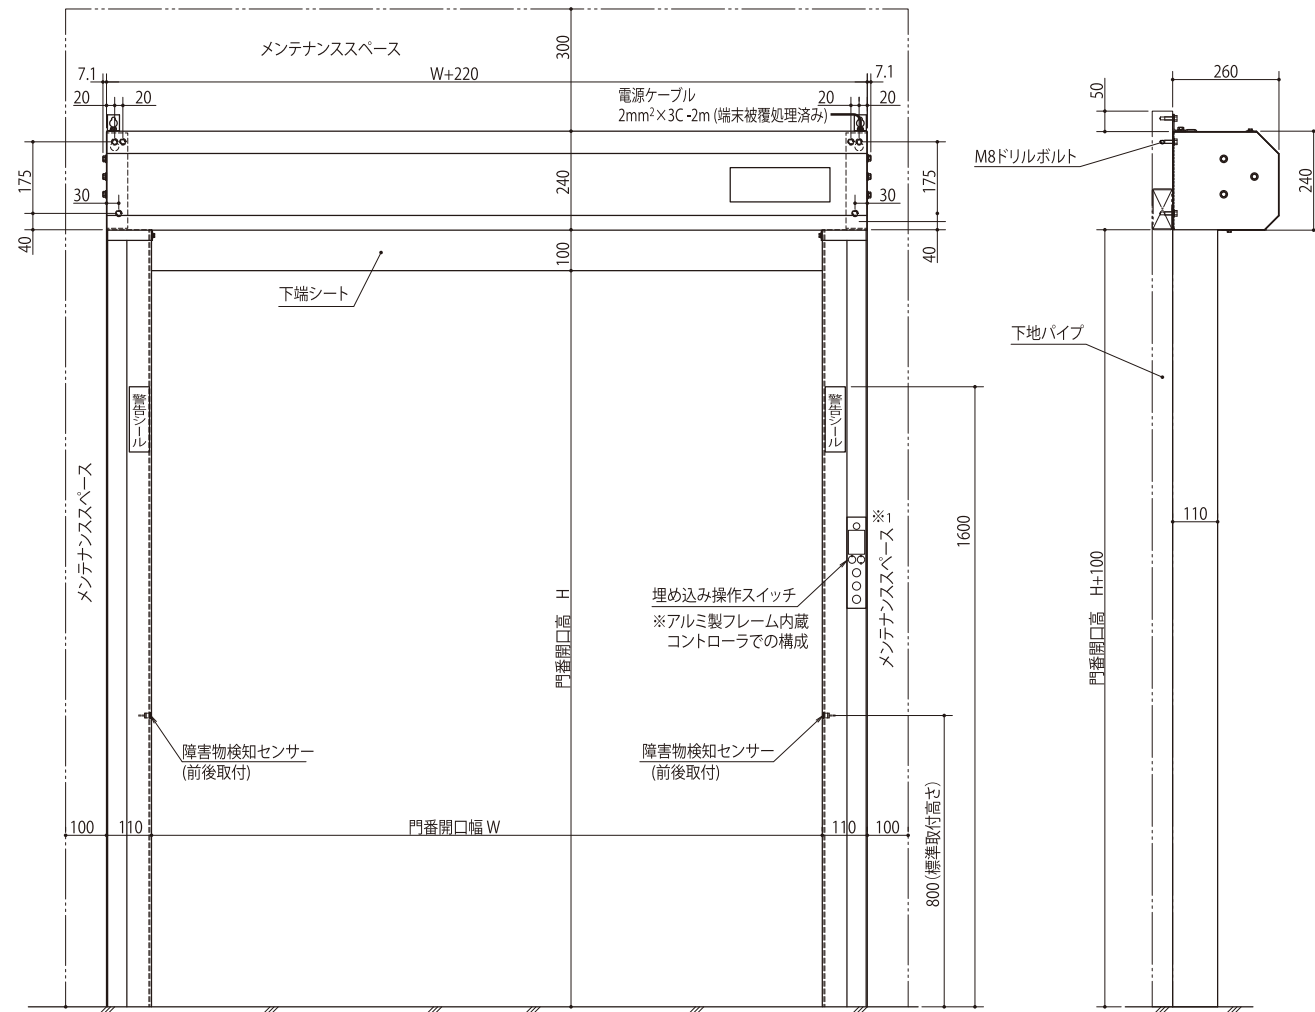 メンテナンススペース
300
7.1
W+220
7.1
20
20
電源ケーブル
2mm²×3C -2m (端末被覆処理済み)
20
20
175
30
40
240
100
175
30
40
下端シート
警告シール
警告シール
メンテナンススペース
※1
メンテナンススペース
1600
埋め込み操作スイッチ
※アルミ製フレーム内蔵
コントローラでの構成
門番開口高 H
障害物検知センサー
(前後取付)
障害物検知センサー
(前後取付)
100
110
門番開口幅 W
110
100
800 (標準取付高さ)
260
50
M8ドリルボルト
240
下地パイプ
110
門番開口高 H+100